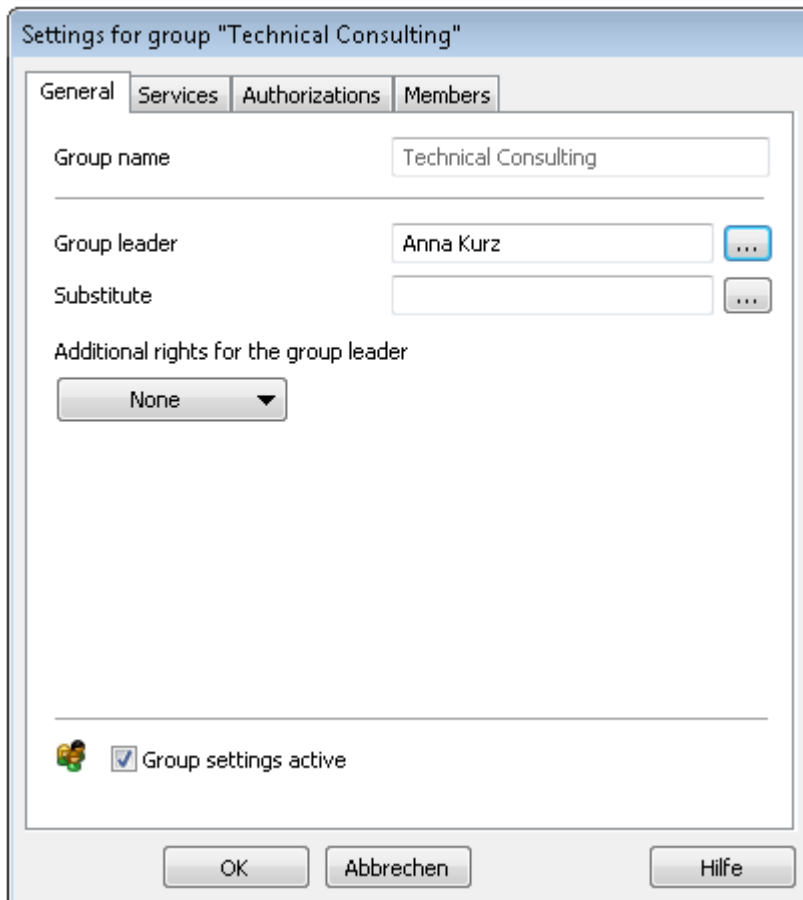 Settings for group "Technical Consulting"
General Services Authorizations Members
Group name Technical Consulting
Group leader Anna Kurz ...
Substitute ...
Additional rights for the group leader
None
Group settings active
OK Abbrechen Hilfe